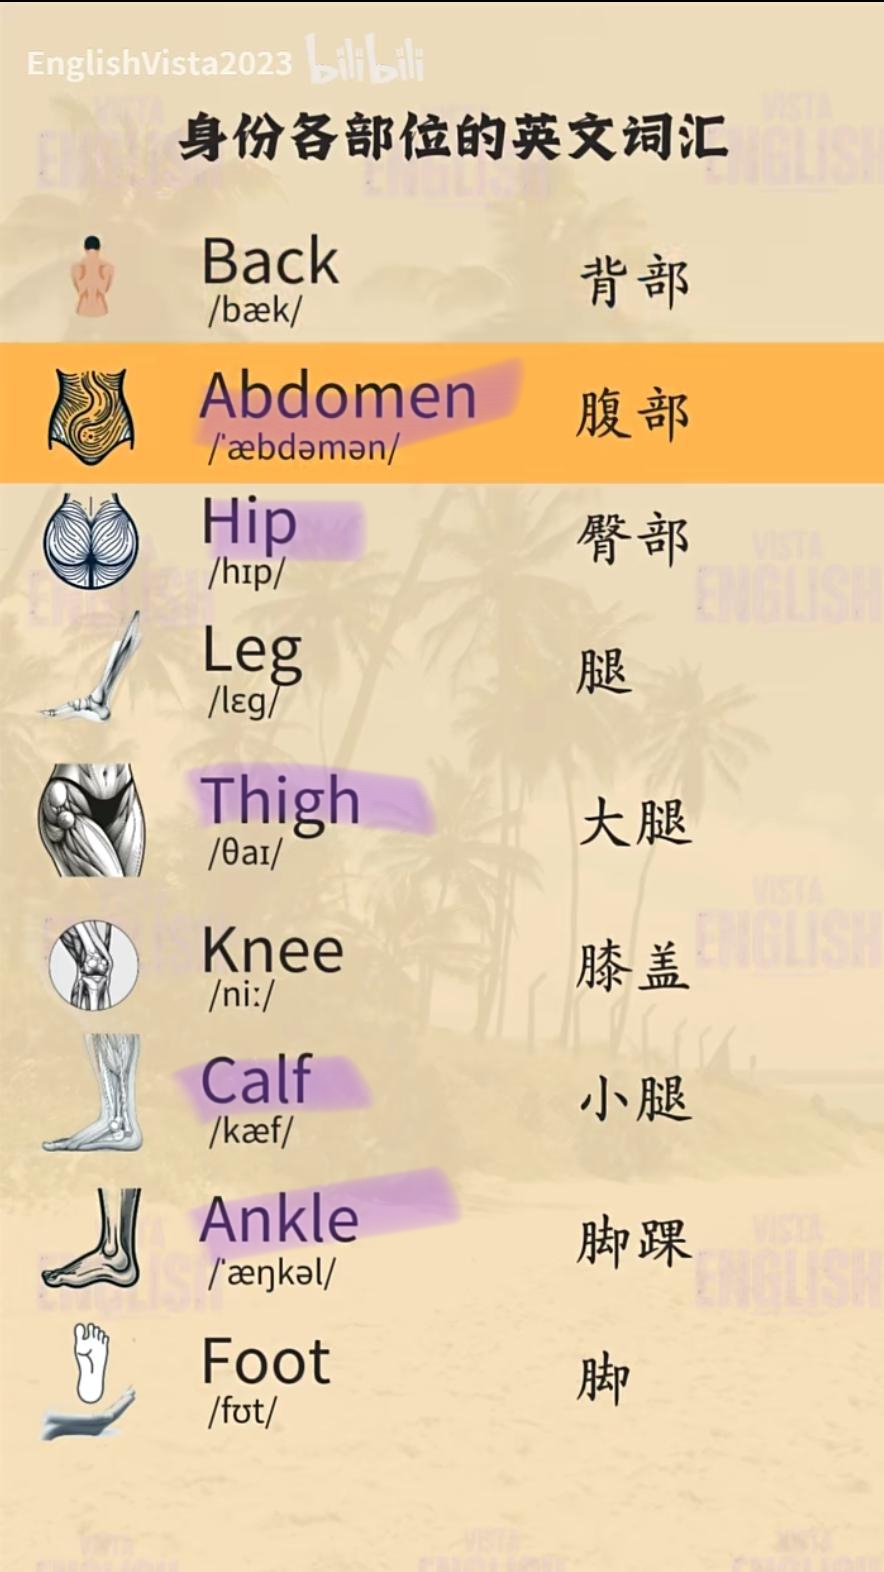 EnglishVista2023 bilibili
身份各部位的英文词汇
Back 背部
/bæk/
Abdomen 腹部
/ˈæbdəmən/
Hip 臀部
/hɪp/
Leg 腿
/lɛg/
Thigh 大腿
/θaɪ/
Knee 膝盖
/niː/
Calf 小腿
/kæf/
Ankle 脚踝
/ˈæŋkəl/
Foot 脚
/fʊt/
VISTA
ENGLISH